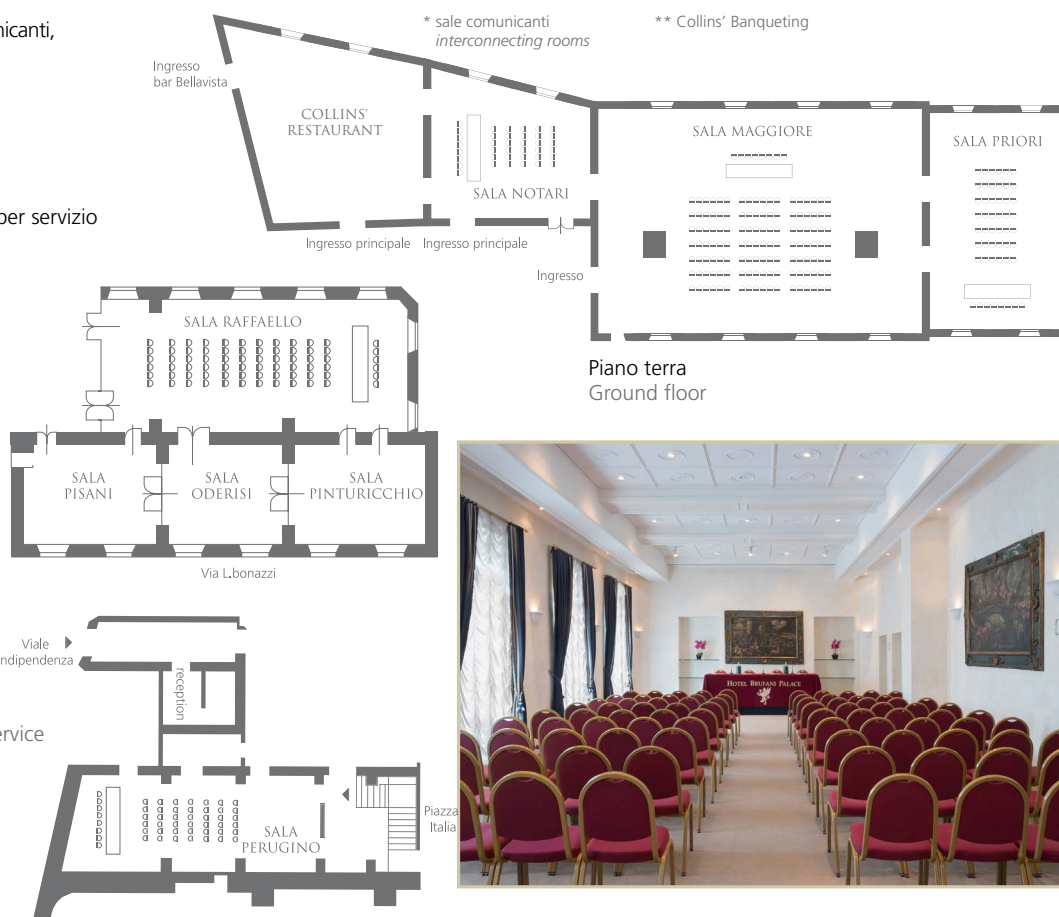 nicanti,
* sale comunicanti
interconnecting rooms
** Collins' Banqueting
Ingresso
bar Bellavista
COLLINS'
RESTAURANT
SALA MAGGIORE
SALA PRIORI
SALA NOTARI
per servizio
Ingresso principale
Ingresso principale
Ingresso
SALA RAFFAELLO
Piano terra
Ground floor
SALA
PISANI
SALA
ODERISI
SALA
PINTURICCHIO
Via L.bonazzi
Viale
ndipendenza
reception
HOTEL BRUFANI PALACE
ervice
Piazza
Italia
SALA
PERUGINO